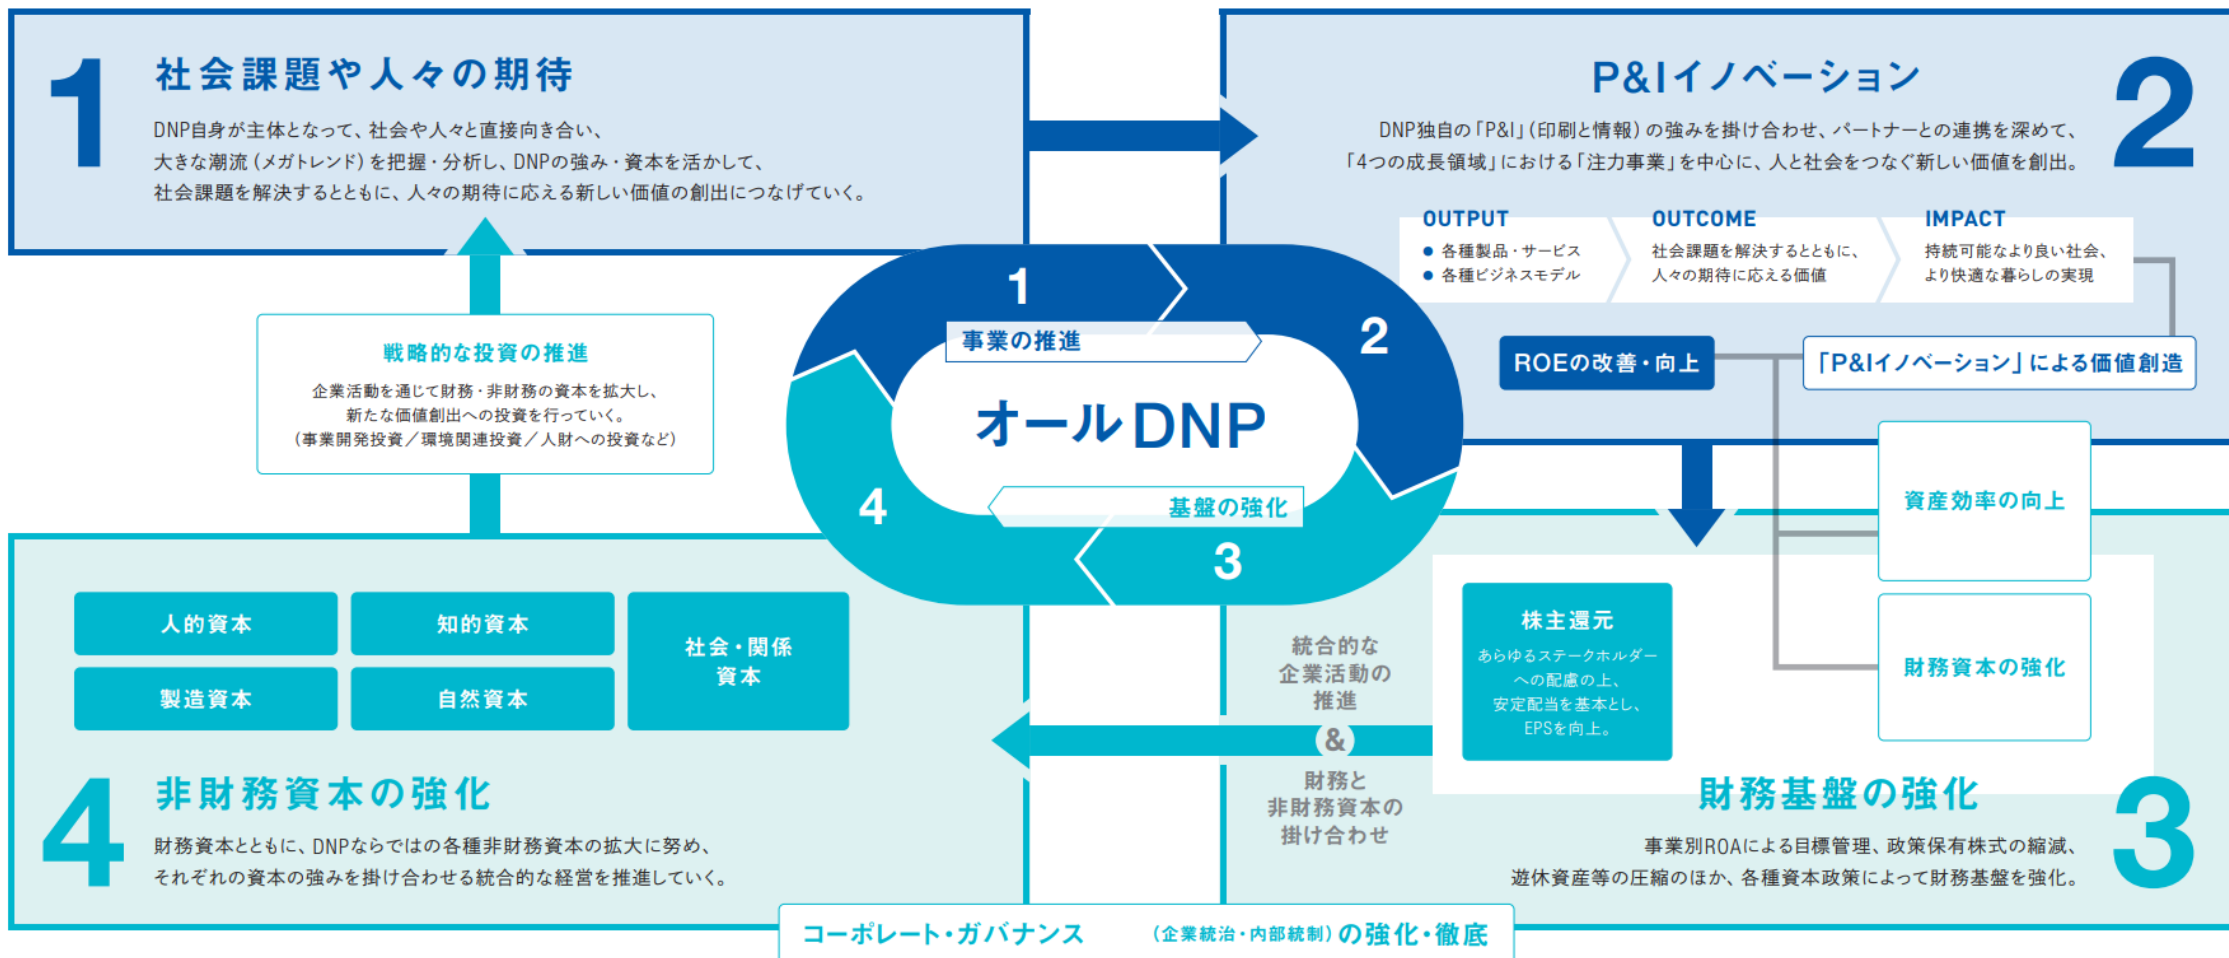 1
社会課題や人々の期待
DNP自身が主体となって、社会や人々と直接向き合い、
大きな潮流（メガトレンド）を把握・分析し、DNPの強み・資本を活かして、
社会課題を解決するとともに、人々の期待に応える新しい価値の創出につなげていく。
P&Iイノベーション
2
DNP独自の「P&I」（印刷と情報）の強みを掛け合わせ、パートナーとの連携を深めて、
「4つの成長領域」における「注力事業」を中心に、人と社会をつなぐ新しい価値を創出。
OUTPUT
● 各種製品・サービス
● 各種ビジネスモデル
OUTCOME
社会課題を解決するとともに、
人々の期待に応える価値
IMPACT
持続可能なより良い社会、
より快適な暮らしの実現
ROEの改善・向上
「P&Iイノベーション」による価値創造
資産効率の向上
財務資本の強化
1
2
事業の推進
オールDNP
基盤の強化
4
3
戦略的な投資の推進
企業活動を通じて財務・非財務の資本を拡大し、
新たな価値創出への投資を行っていく。
（事業開発投資／環境関連投資／人財への投資など）
株主還元
あらゆるステークホルダー
への配慮の上、
安定配当を基本とし、
EPSを向上。
財務基盤の強化
3
事業別ROAによる目標管理、政策保有株式の縮減、
遊休資産等の圧縮のほか、各種資本政策によって財務基盤を強化。
統合的な
企業活動の
推進
&
財務と
非財務資本の
掛け合わせ
人的資本
知的資本
社会・関係
資本
製造資本
自然資本
4
非財務資本の強化
財務資本とともに、DNPならではの各種非財務資本の拡大に努め、
それぞれの資本の強みを掛け合わせる統合的な経営を推進していく。
コーポレート・ガバナンス （企業統治・内部統制）の強化・徹底